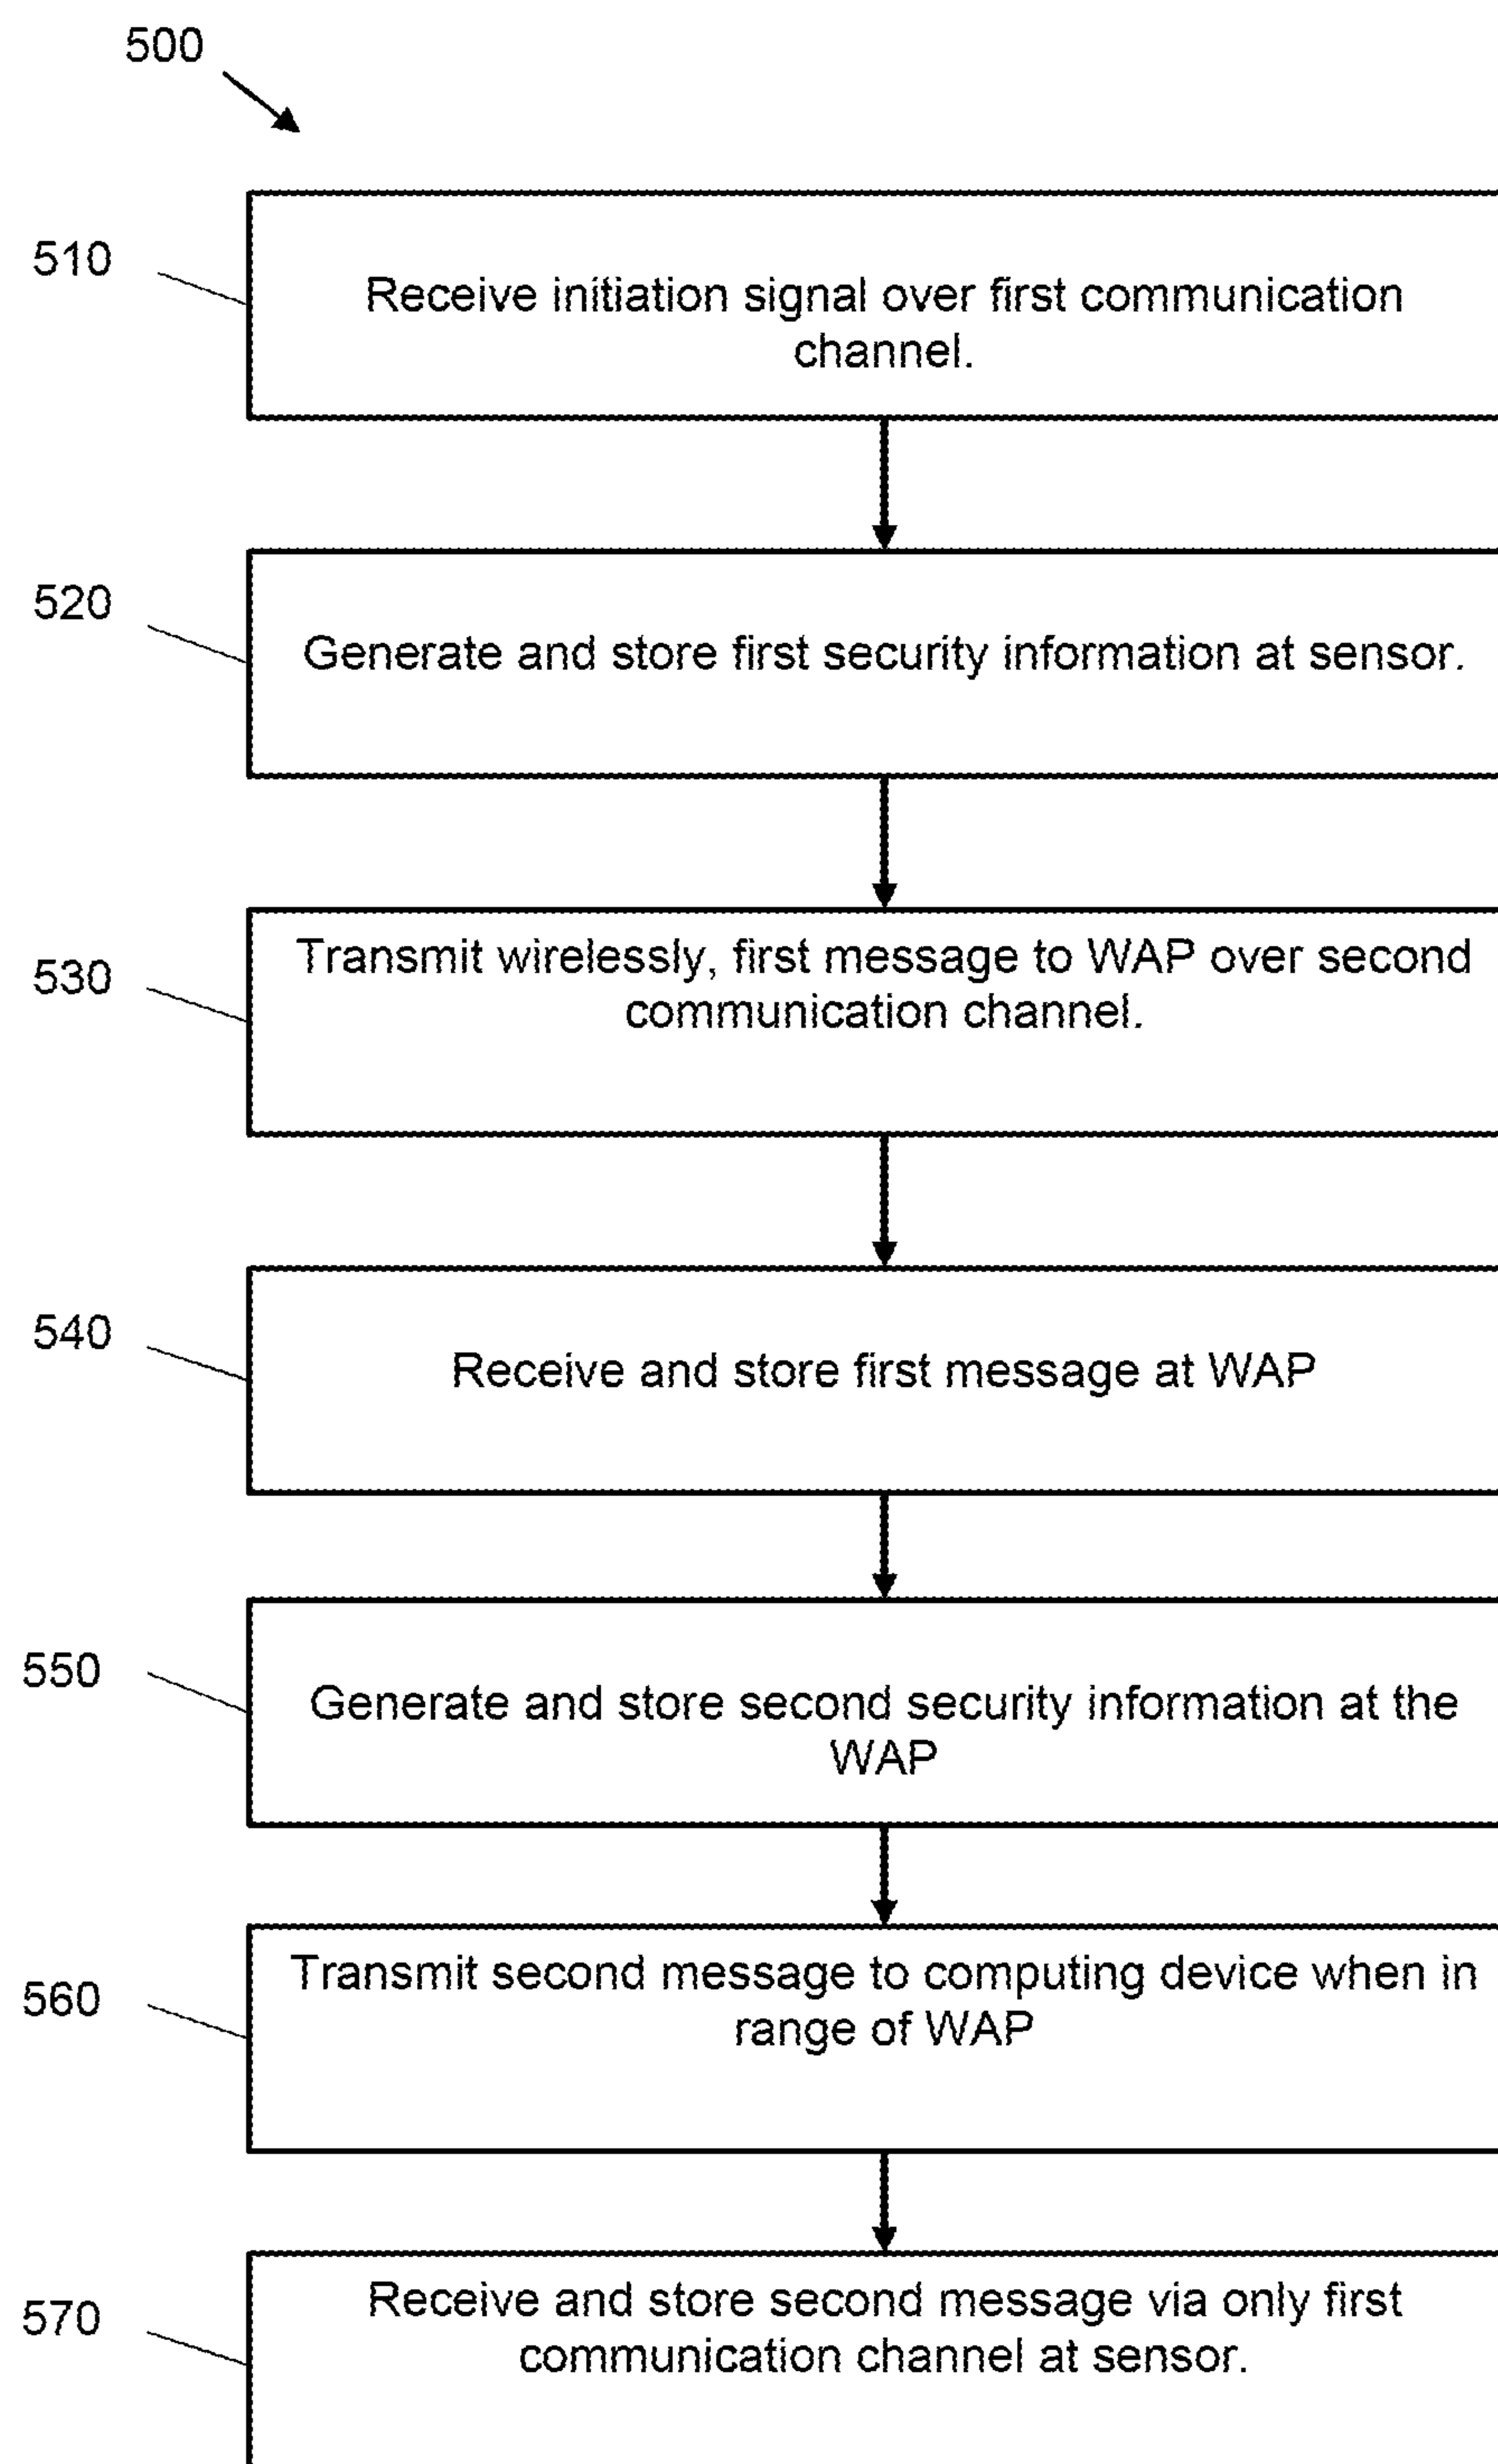 500
510
Receive initiation signal over first communication
channel.
520
Generate and store first security information at sensor.
530
Transmit wirelessly, first message to WAP over second
communication channel.
540
Receive and store first message at WAP
550
Generate and store second security information at the
WAP
560
Transmit second message to computing device when in
range of WAP
570
Receive and store second message via only first
communication channel at sensor.